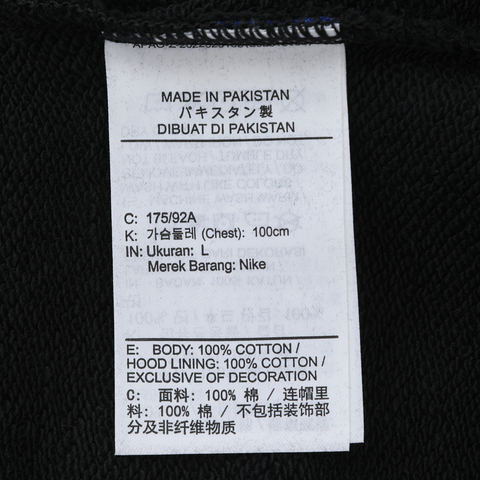 MADE IN PAKISTAN
パキスタン製
DIBUAT DI PAKISTAN
C: 175/92A
K: 가슴둘레 (Chest): 100cm
IN: Ukuran: L
Merek Barang: Nike
E: BODY: 100% COTTON /
HOOD LINING: 100% COTTON /
EXCLUSIVE OF DECORATION
C: 面料: 100% 棉 / 连帽里
料: 100% 棉 / 不包括装饰部
分及非纤维物质